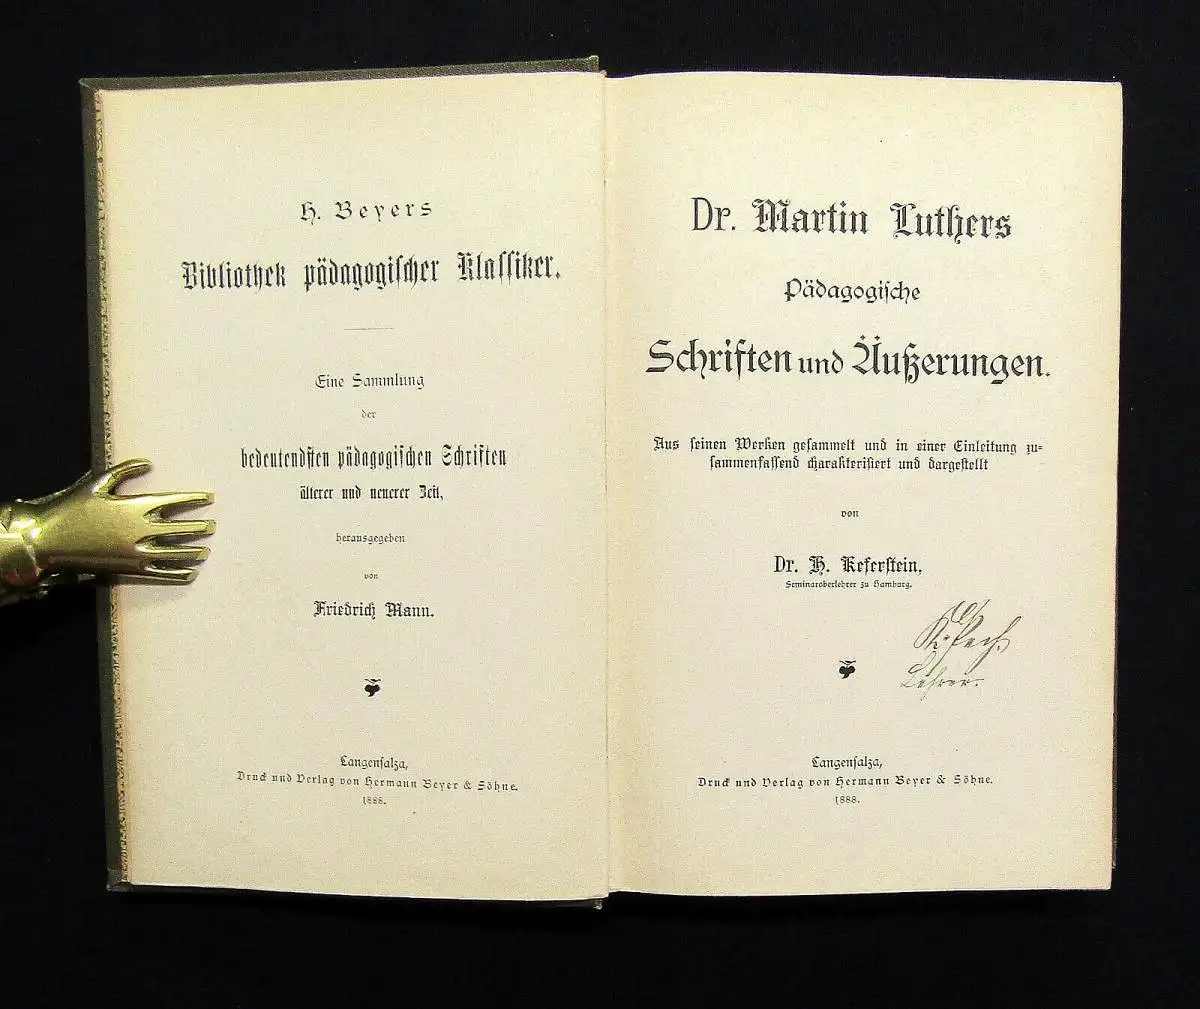 H. Beyers
Bibliothek pädagogischer Klassiker.
Eine Sammlung
der
bedeutendsten pädagogischen Schriften
älterer und neuerer Zeit,
herausgegeben
von
Friedrich Mann.
Langensalza,
Druck und Verlag von Hermann Beyer & Söhne.
1888.
Dr. Martin Luthers
Pädagogische
Schriften und Äußerungen.
Aus seinen Werken gesammelt und in einer Einleitung zu-
sammenfassend charakterisiert und dargestellt
von
Dr. H. Keferstein,
Seminaroberlehrer zu Hamburg.
Lehrer.
Langensalza,
Druck und Verlag von Hermann Beyer & Söhne.
1888.